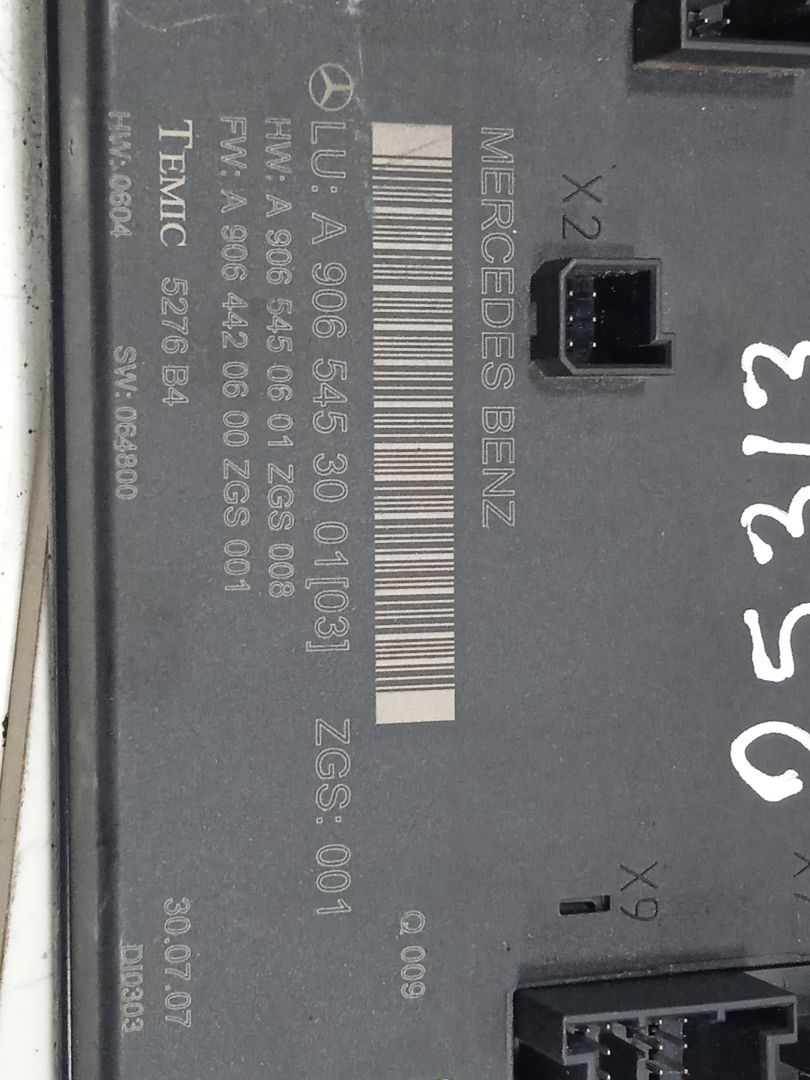 X2
X9
MERCEDES BENZ
Q 009
LU: A 906 545 30 01[03] ZGS: 001
HW: A 906 545 06 01 ZGS 008
FW: A 906 442 06 00 ZGS 001
TEMIC 5276 B4 30.07.07
HW: 0604 SW: 064800 DI0303